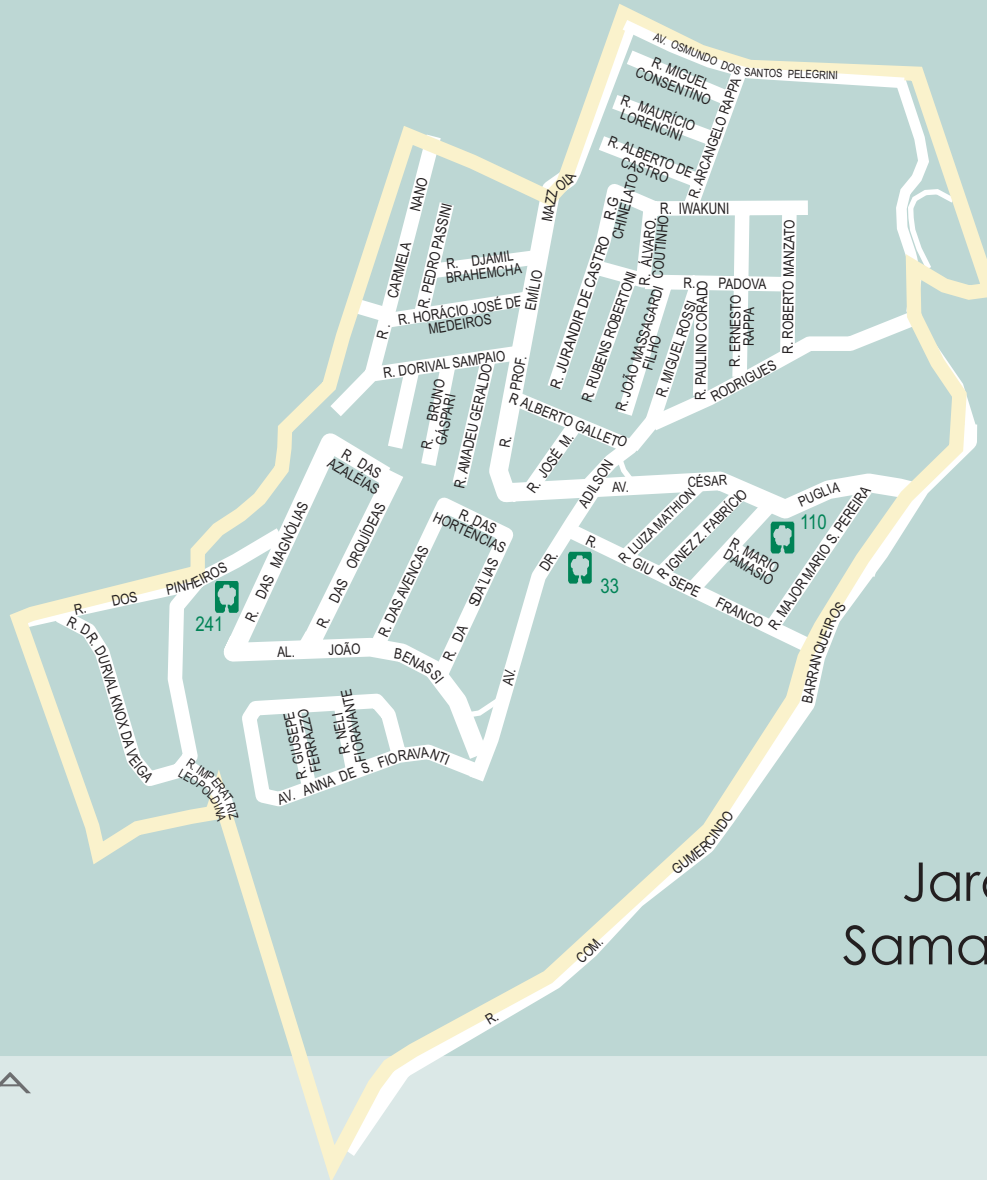 AV. OSMUNDO DOS SANTOS PELEGRINI
R. MIGUEL
CONSENTINO
R. MAURÍCIO
LORENCINI
R. ALBERTO DE
CASTRO
R. ARCANGELO RAPPA
R. IWAKUNI
R.G
CHINELATO
R. ÁLVARO.
COUTINHO
R. PADOVA
R. ROBERTO MANZATO
R. ERNESTO
RAPPA
R. PAULINO CORADO
R. MIGUEL ROSSI
R. JOÃO MASSAGARDI
FILHO
R. RUBENS ROBERTONI
R. JURANDIR DE CASTRO
R. PROF. EMÍLIO MAZZOLA
R. CARMELA NANO
R. PEDRO PASSINI
R. DJAMIL
BRAHEMCHA
R. HORÁCIO JOSÉ DE
MEDEIROS
R. DORIVAL SAMPAIO
R. BRUNO
GÁSPARI
R. AMADEU GERALDO
R ALBERTO GALLETO
R. JOSÉ M.
AV. DR. ADILSON RODRIGUES
AV. CÉSAR PUGLIA
R. LUIZA MATHION
R. IGNEZ Z. FABRÍCIO
R. MARIO
DAMASIO
R. MAJOR MARIO S. PEREIRA
110
33
R. GIU SEPE FRANCO
R. DAS
AZALÉIAS
R. DAS MAGNÓLIAS
R. DAS ORQUÍDEAS
R. DAS
HORTÊNCIAS
R. DAS AVENCAS
R. DA SDALIAS
R. DOS PINHEIROS
241
R. DR. DURVAL KNOX DA VEIGA
R. IMPERATRIZ
LEOPOLDINA
AL. JOÃO BENASSI
R. GIUSEPE
FERRAZZO
R. NELI
FIORAVANTE
AV. ANNA DE S. FIORAVANTI
R. COM. GUMERCINDO BARRANQUEIROS
Jar
Sama
A